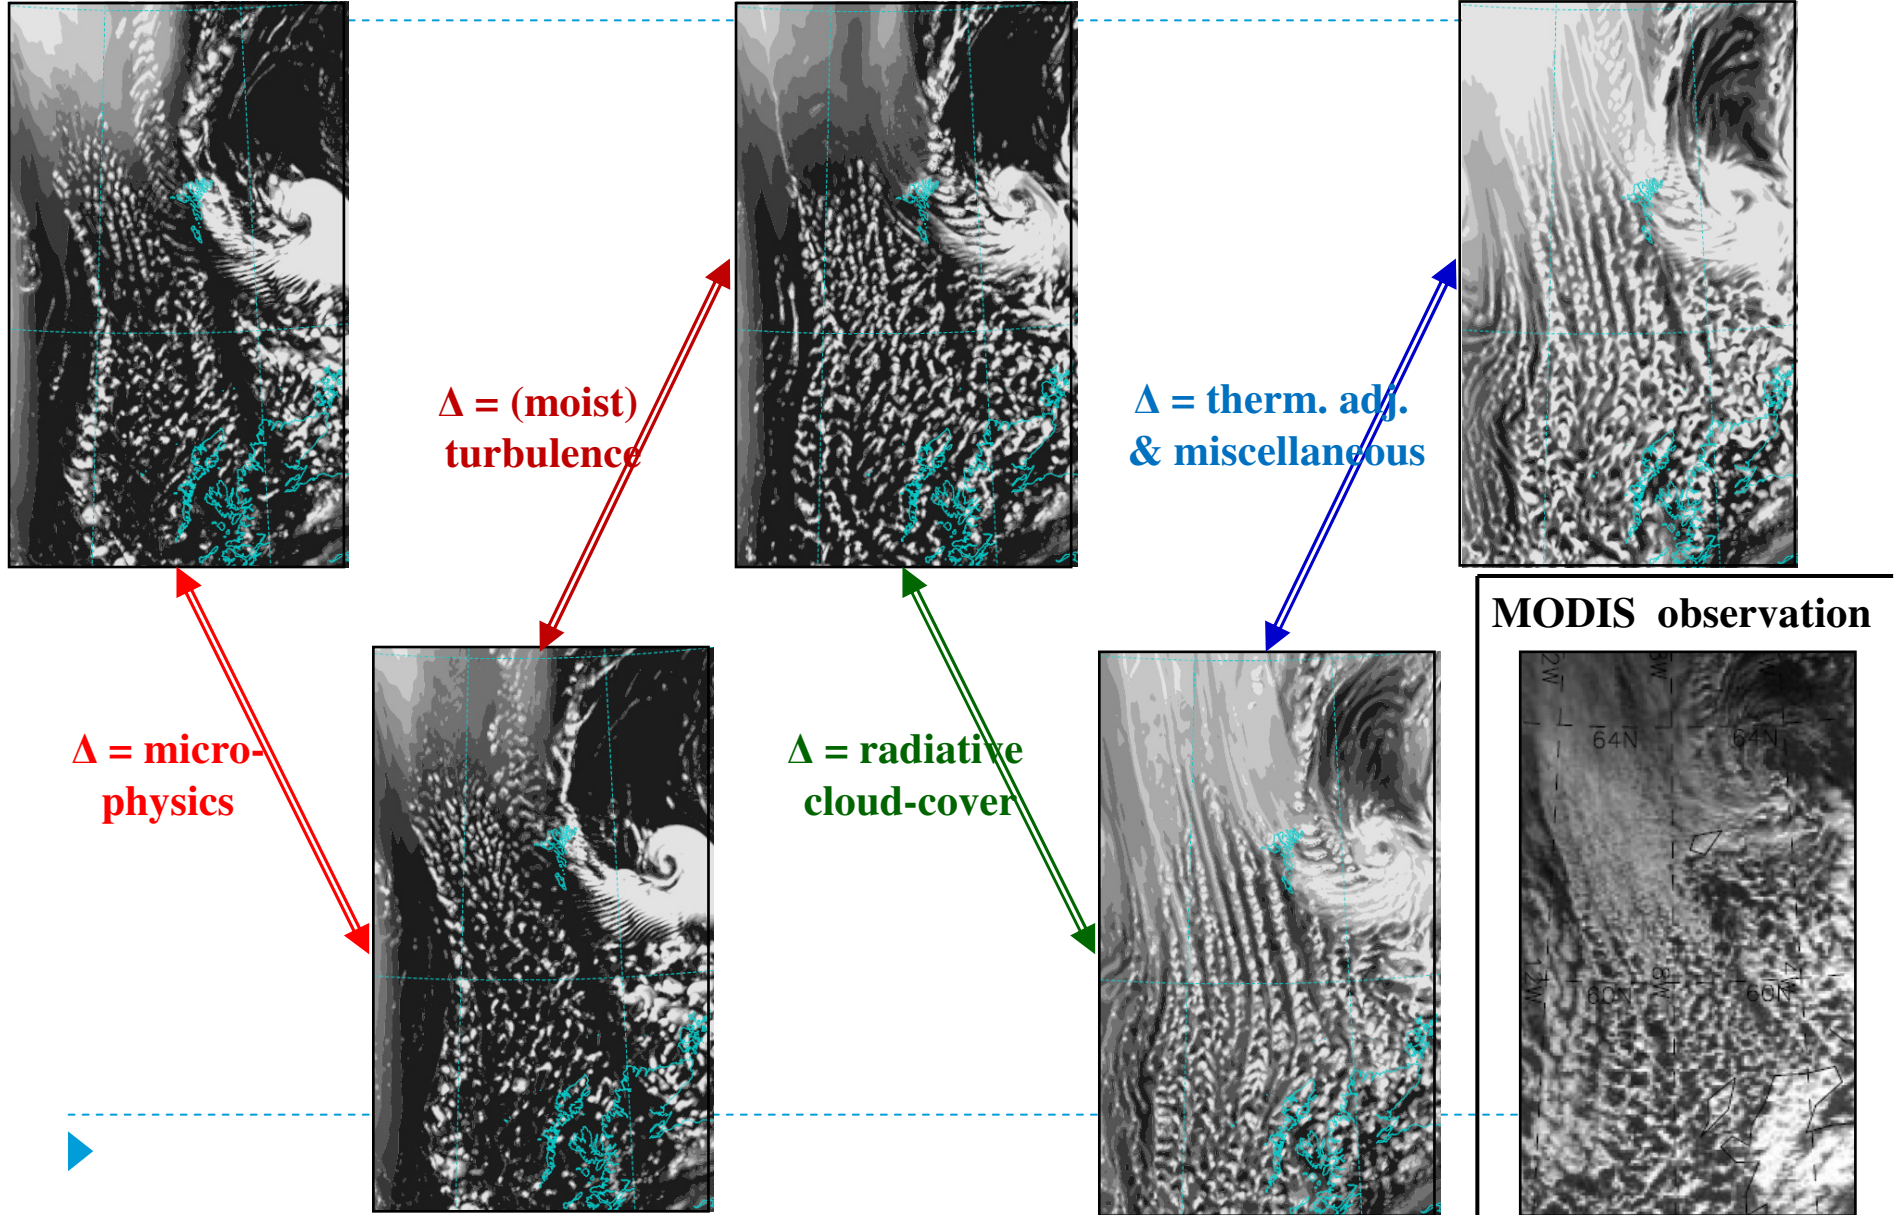 Δ = (moist)
turbulence
Δ = therm. adj.
& miscellaneous
MODIS observation
Δ = micro-
physics
Δ = radiative
cloud-cover
64N
64N
12W
8W
60N
60N